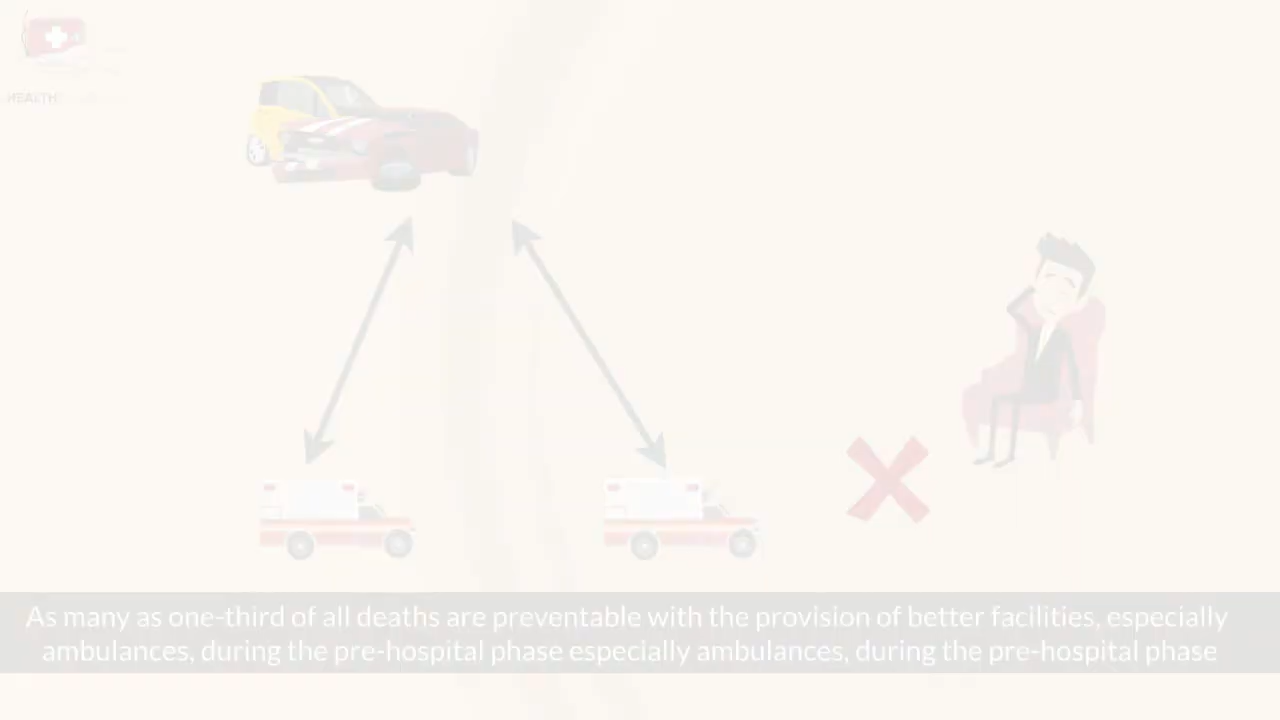 HEALTH
As many as one-third of all deaths are preventable with the provision of better facilities, especially
ambulances, during the pre-hospital phase especially ambulances, during the pre-hospital phase